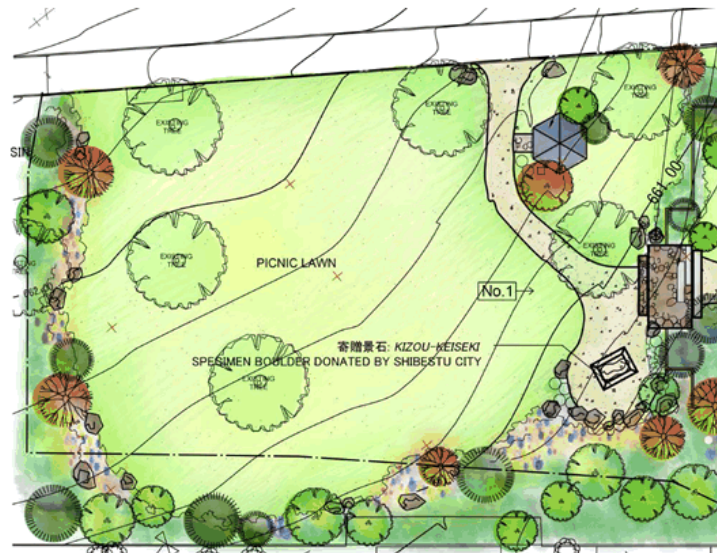 EXISTING
TREE
EXISTING
TREE
EXISTING
TREE
SIN
661 00
EXISTING
TREE
EXISTING
TREE
PICNIC LAWN
No.1
寄贈景石: KIZOU-KEISEKI
SPESIMEN BOULDER DONATED BY SHIBESTU CITY
EXISTING
TREE